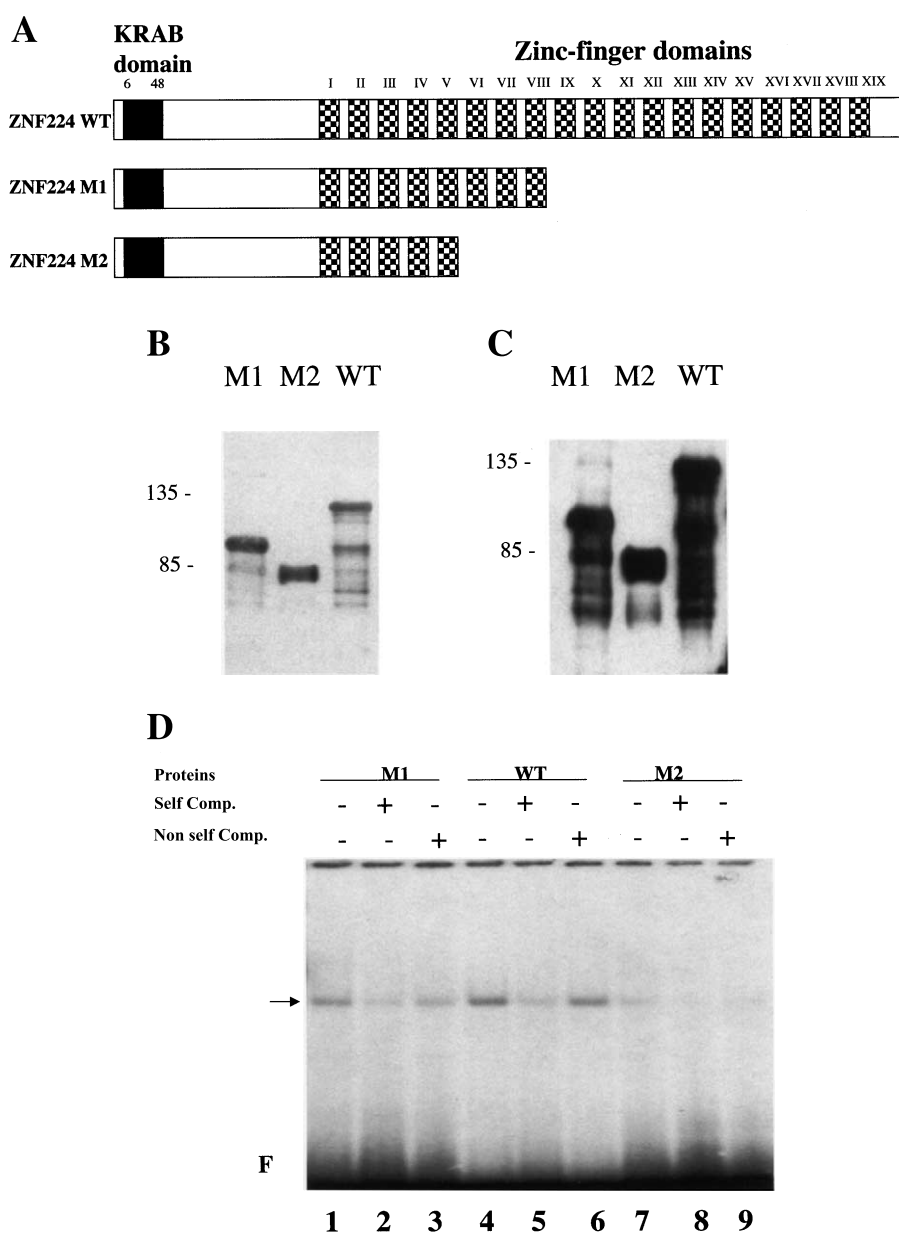 A
KRAB
domain
Zinc-finger domains
6 48 I II III IV V VI VII VIII IX X XI XII XIII XIV XV XVI XVII XVIII XIX
ZNF224 WT
ZNF224 M1
ZNF224 M2
B
C
M1 M2 WT
M1 M2 WT
135 -
85 -
135 -
85 -
D
Proteins M1 WT M2
Self Comp. - + - - + - - + -
Non self Comp. - - + - - + - - +
F
1 2 3 4 5 6 7 8 9